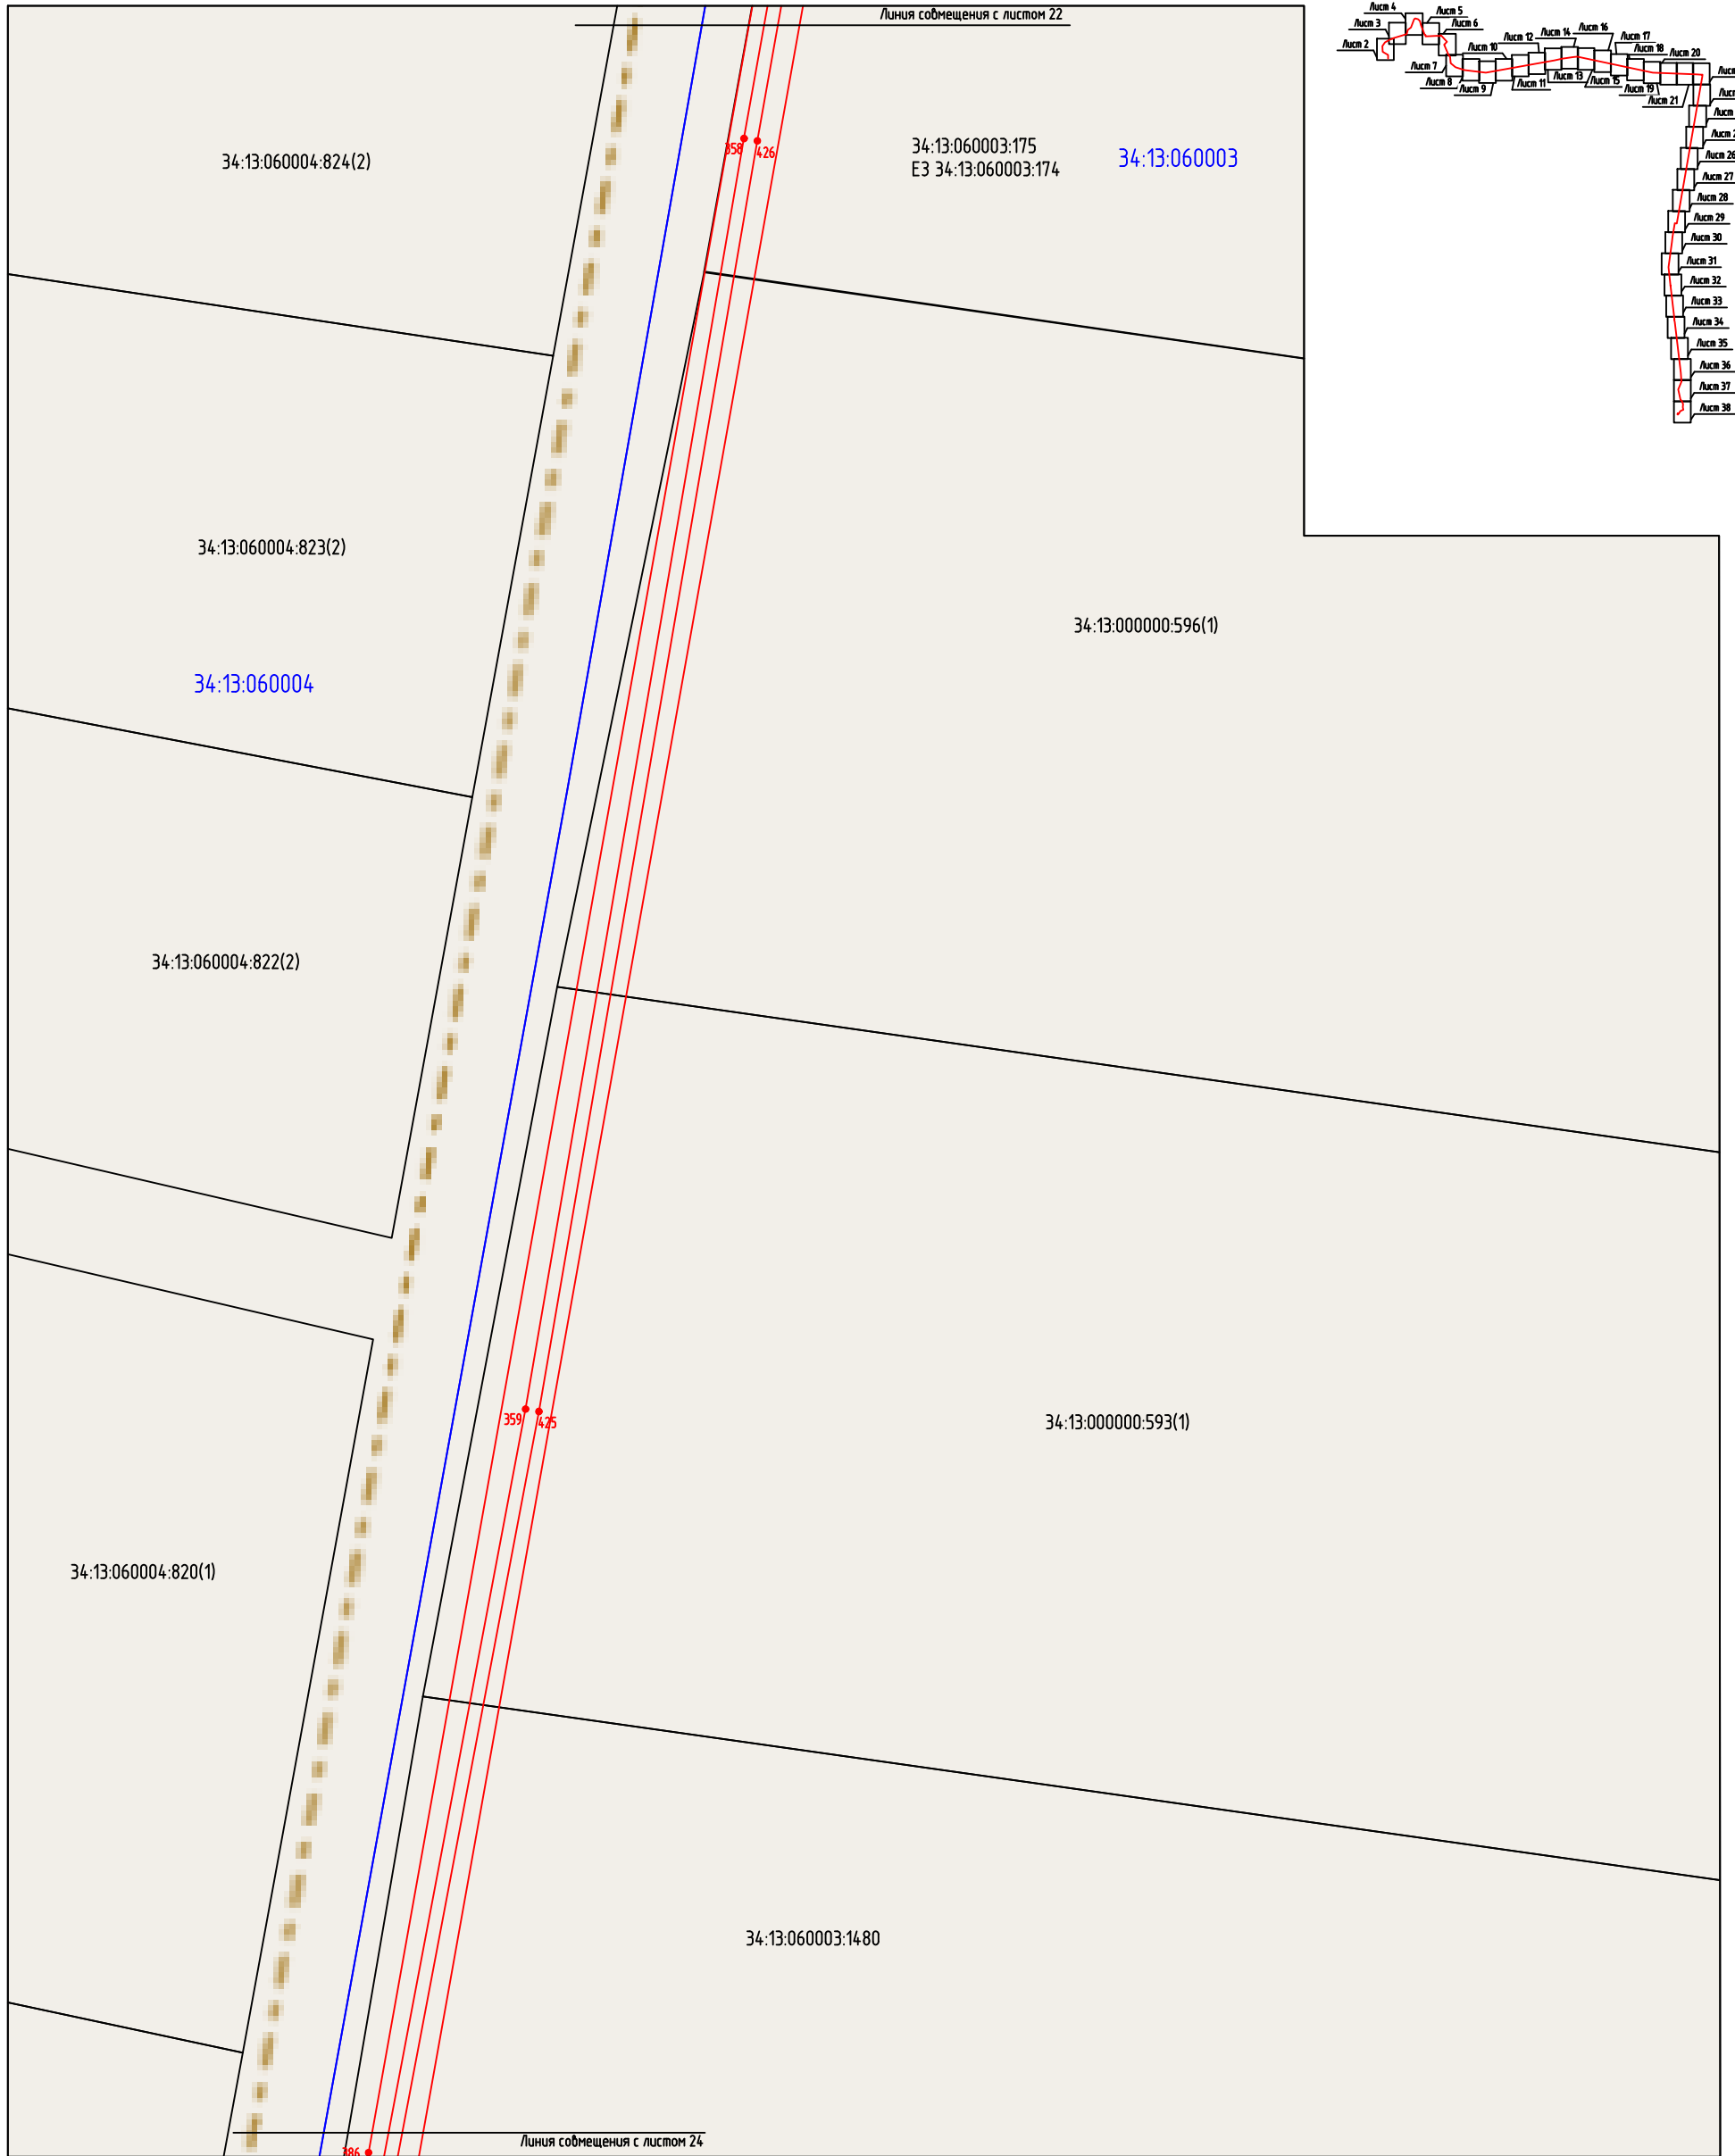 Линия совмещения с листом 22
Лист 4
Лист 5
Лист 3
Лист 6
Лист 2
Лист 16
Лист 14
Лист 12
Лист 17
Лист 10
Лист 18
Лист 20
Лист 7
Лист 8
Лист 9
Лист 11
Лист 13
Лист 15
Лист 19
Лист 21
Лист 26
Лист 27
Лист 28
Лист 29
Лист 30
Лист 31
Лист 32
Лист 33
Лист 34
Лист 35
Лист 36
Лист 37
Лист 38
358
426
34:13:060004:824(2)
34:13:060003:175
ЕЗ 34:13:060003:174
34:13:060003
34:13:060004:823(2)
34:13:000000:596(1)
34:13:060004
34:13:060004:822(2)
359
425
34:13:000000:593(1)
34:13:060004:820(1)
34:13:060003:1480
Линия совмещения с листом 24
386